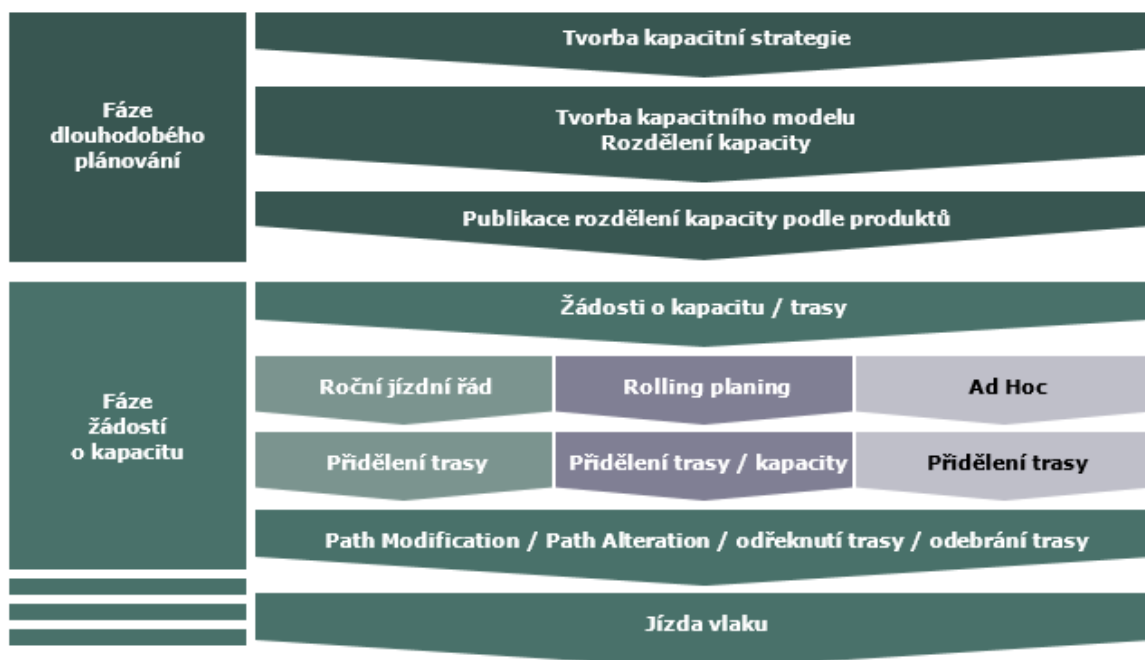 Fáze
dlouhodobého
plánování
Tvorba kapacitní strategie
Tvorba kapacitního modelu
Rozdělení kapacity
Publikace rozdělení kapacity podle produktů
Fáze
žádostí
o kapacitu
Žádosti o kapacitu / trasy
Roční jízdní řád
Rolling planing
Ad Hoc
Přidělení trasy
Přidělení trasy / kapacity
Přidělení trasy
Path Modification / Path Alteration / odřeknutí trasy / odebrání trasy
Jízda vlaku